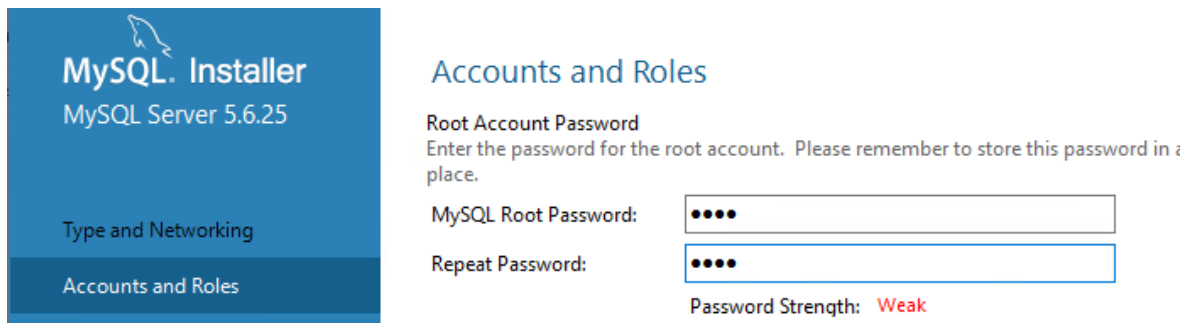 MySQL. Installer
MySQL Server 5.6.25
Type and Networking
Accounts and Roles
Accounts and Roles
Root Account Password
Enter the password for the root account. Please remember to store this password in a
place.
MySQL Root Password: ●●●●
Repeat Password: ●●●●
Password Strength: Weak